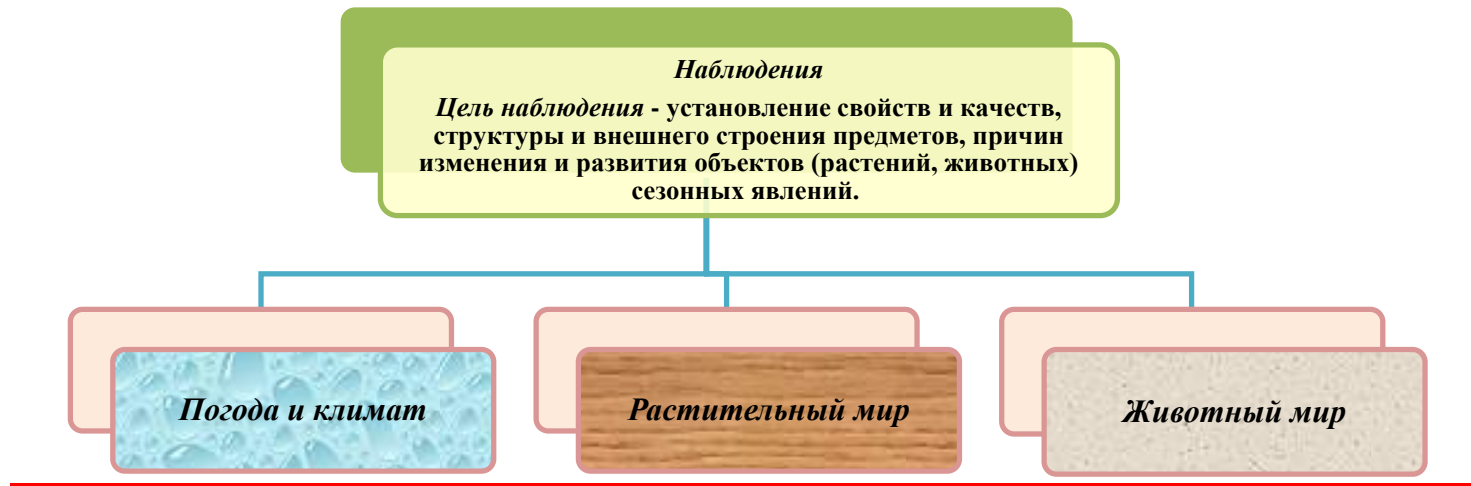 Наблюдения
Цель наблюдения - установление свойств и качеств,
структуры и внешнего строения предметов, причин
изменения и развития объектов (растений, животных)
сезонных явлений.
Погода и климат
Растительный мир
Животный мир